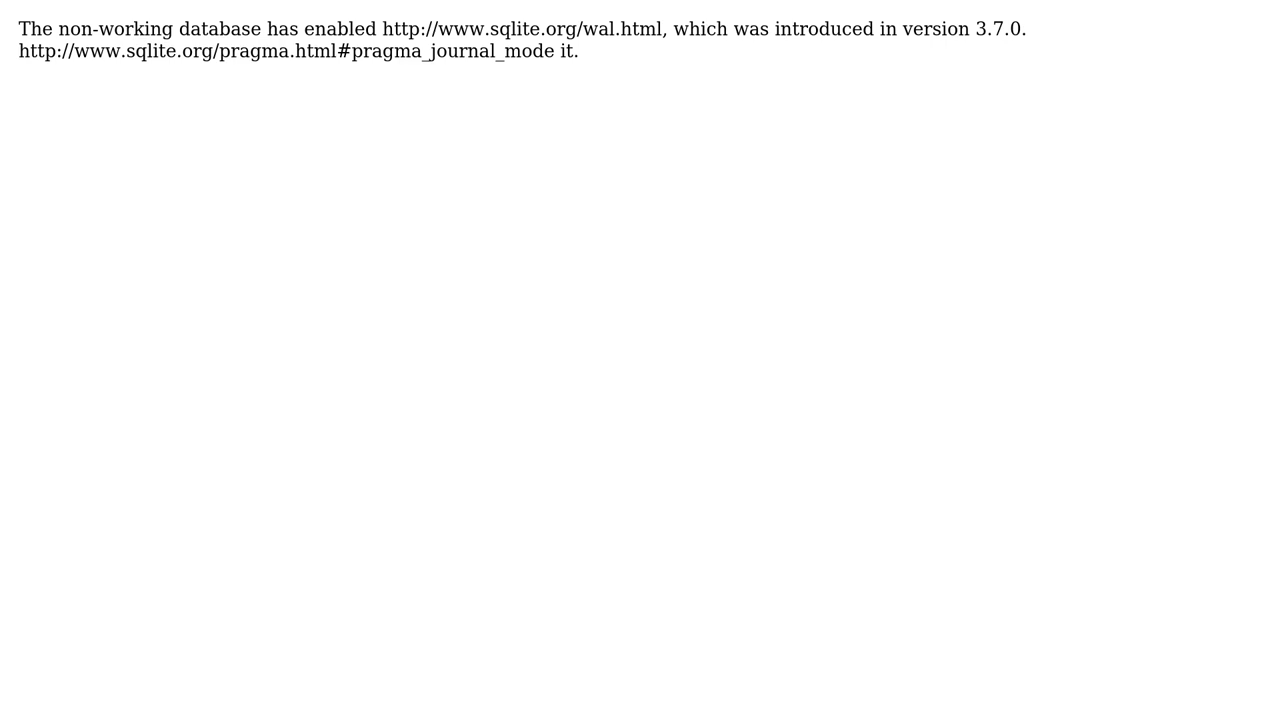 The non-working database has enabled http://www.sqlite.org/wal.html, which was introduced in version 3.7.0.
http://www.sqlite.org/pragma.html#pragma_journal_mode it.